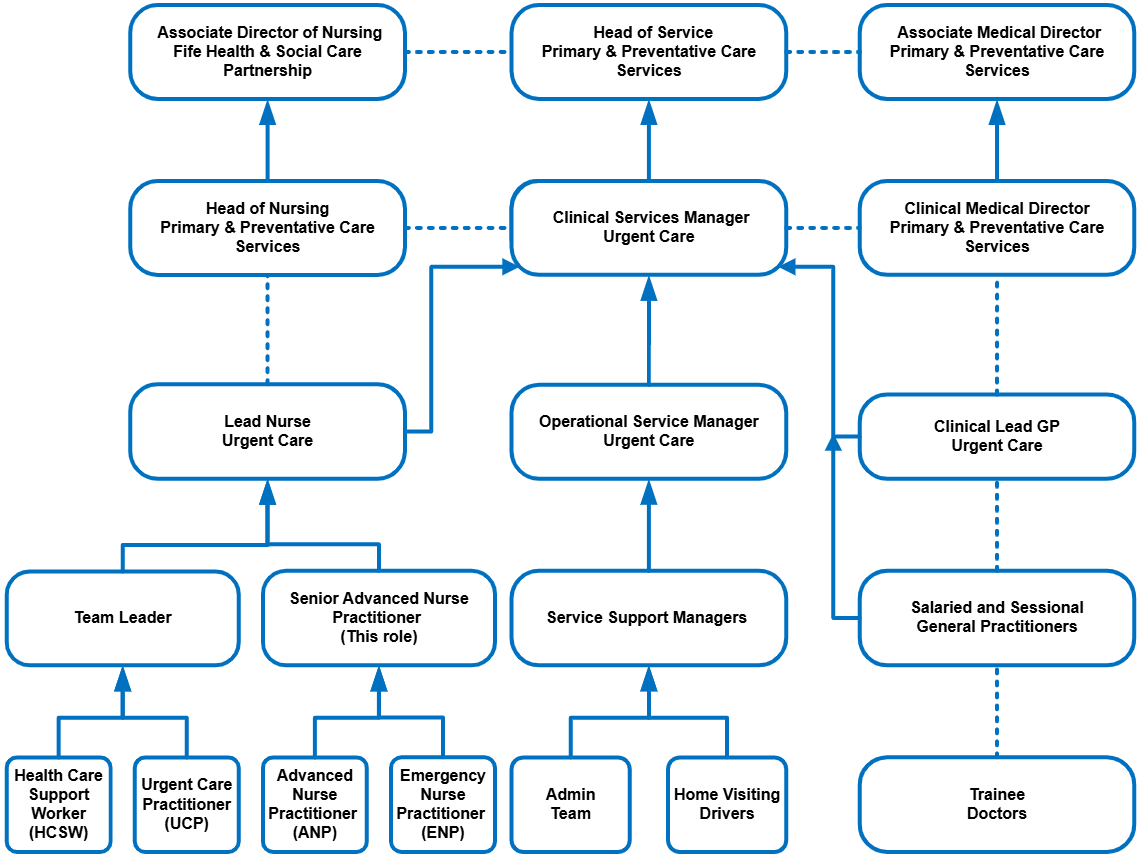 Associate Director of Nursing
Fife Health & Social Care
Partnership
Head of Service
Primary & Preventative Care
Services
Associate Medical Director
Primary & Preventative Care
Services
Head of Nursing
Primary & Preventative Care
Services
Clinical Services Manager
Urgent Care
Clinical Medical Director
Primary & Preventative Care
Services
Lead Nurse
Urgent Care
Operational Service Manager
Urgent Care
Clinical Lead GP
Urgent Care
Team Leader
Senior Advanced Nurse
Practitioner
(This role)
Service Support Managers
Salaried and Sessional
General Practitioners
Health Care
Support
Worker
(HCSW)
Urgent Care
Practitioner
(UCP)
Advanced
Nurse
Practitioner
(ANP)
Emergency
Nurse
Practitioner
(ENP)
Admin
Team
Home Visiting
Drivers
Trainee
Doctors